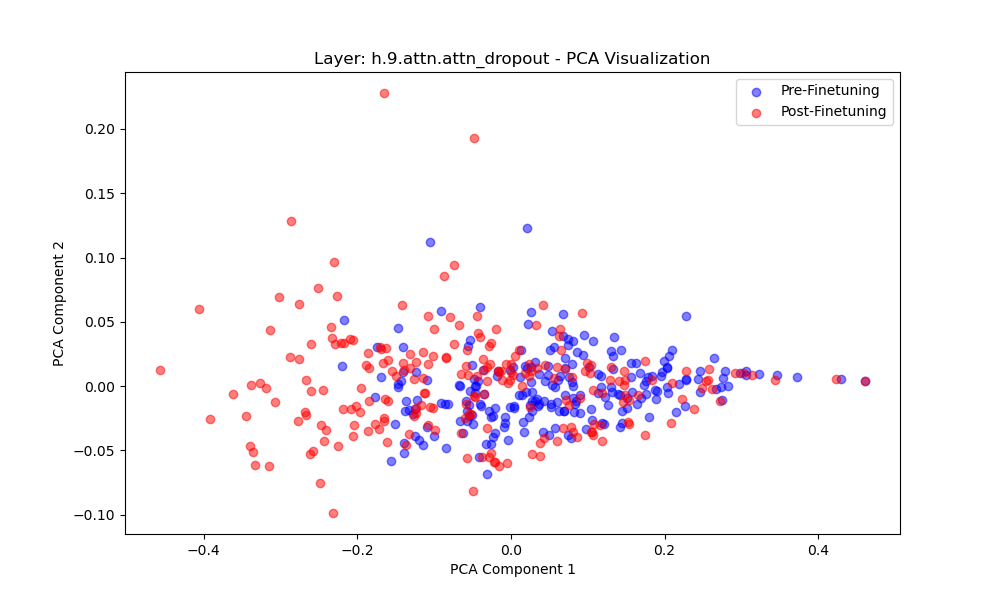 Layer: h.9.attn.attn_dropout - PCA Visualization
Pre-Finetuning
Post-Finetuning
PCA Component 2
0.20
0.15
0.10
0.05
0.00
−0.05
−0.10
−0.4
−0.2
0.0
0.2
0.4
PCA Component 1